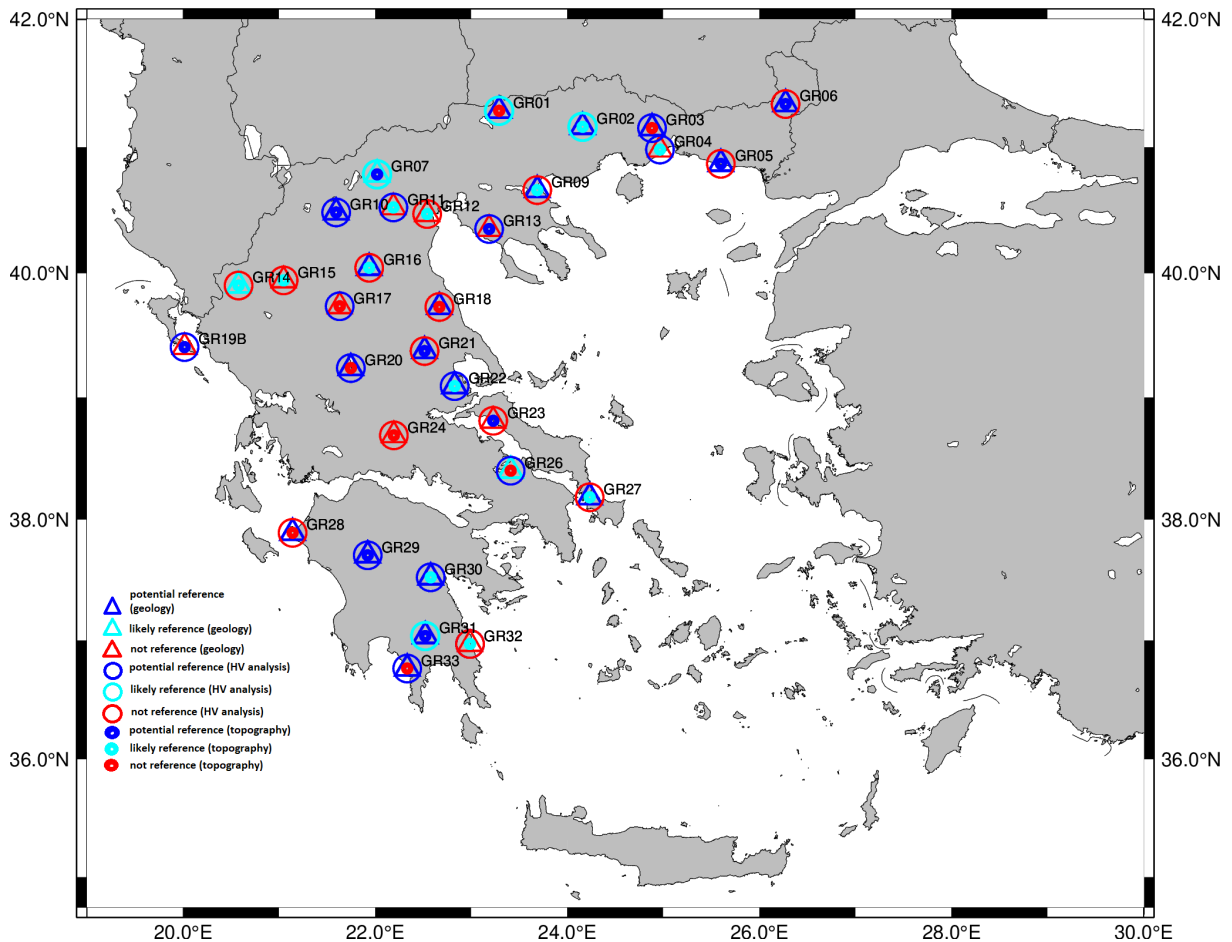 42.0°N
42.0°N
GR01
GR02
GR03
GR04
GR05
GR06
GR07
GR09
GR10
GR11
GR12
GR13
40.0°N
40.0°N
GR14
GR15
GR16
GR17
GR18
GR19B
GR20
GR21
GR22
GR23
GR24
GR26
GR27
38.0°N
38.0°N
GR28
GR29
GR30
GR31
GR32
GR33
potential reference
(geology)
likely reference (geology)
not reference (geology)
potential reference (HV analysis)
likely reference (HV analysis)
not reference (HV analysis)
potential reference (topography)
likely reference (topography)
not reference (topography)
36.0°N
36.0°N
20.0°E
22.0°E
24.0°E
26.0°E
28.0°E
30.0°E